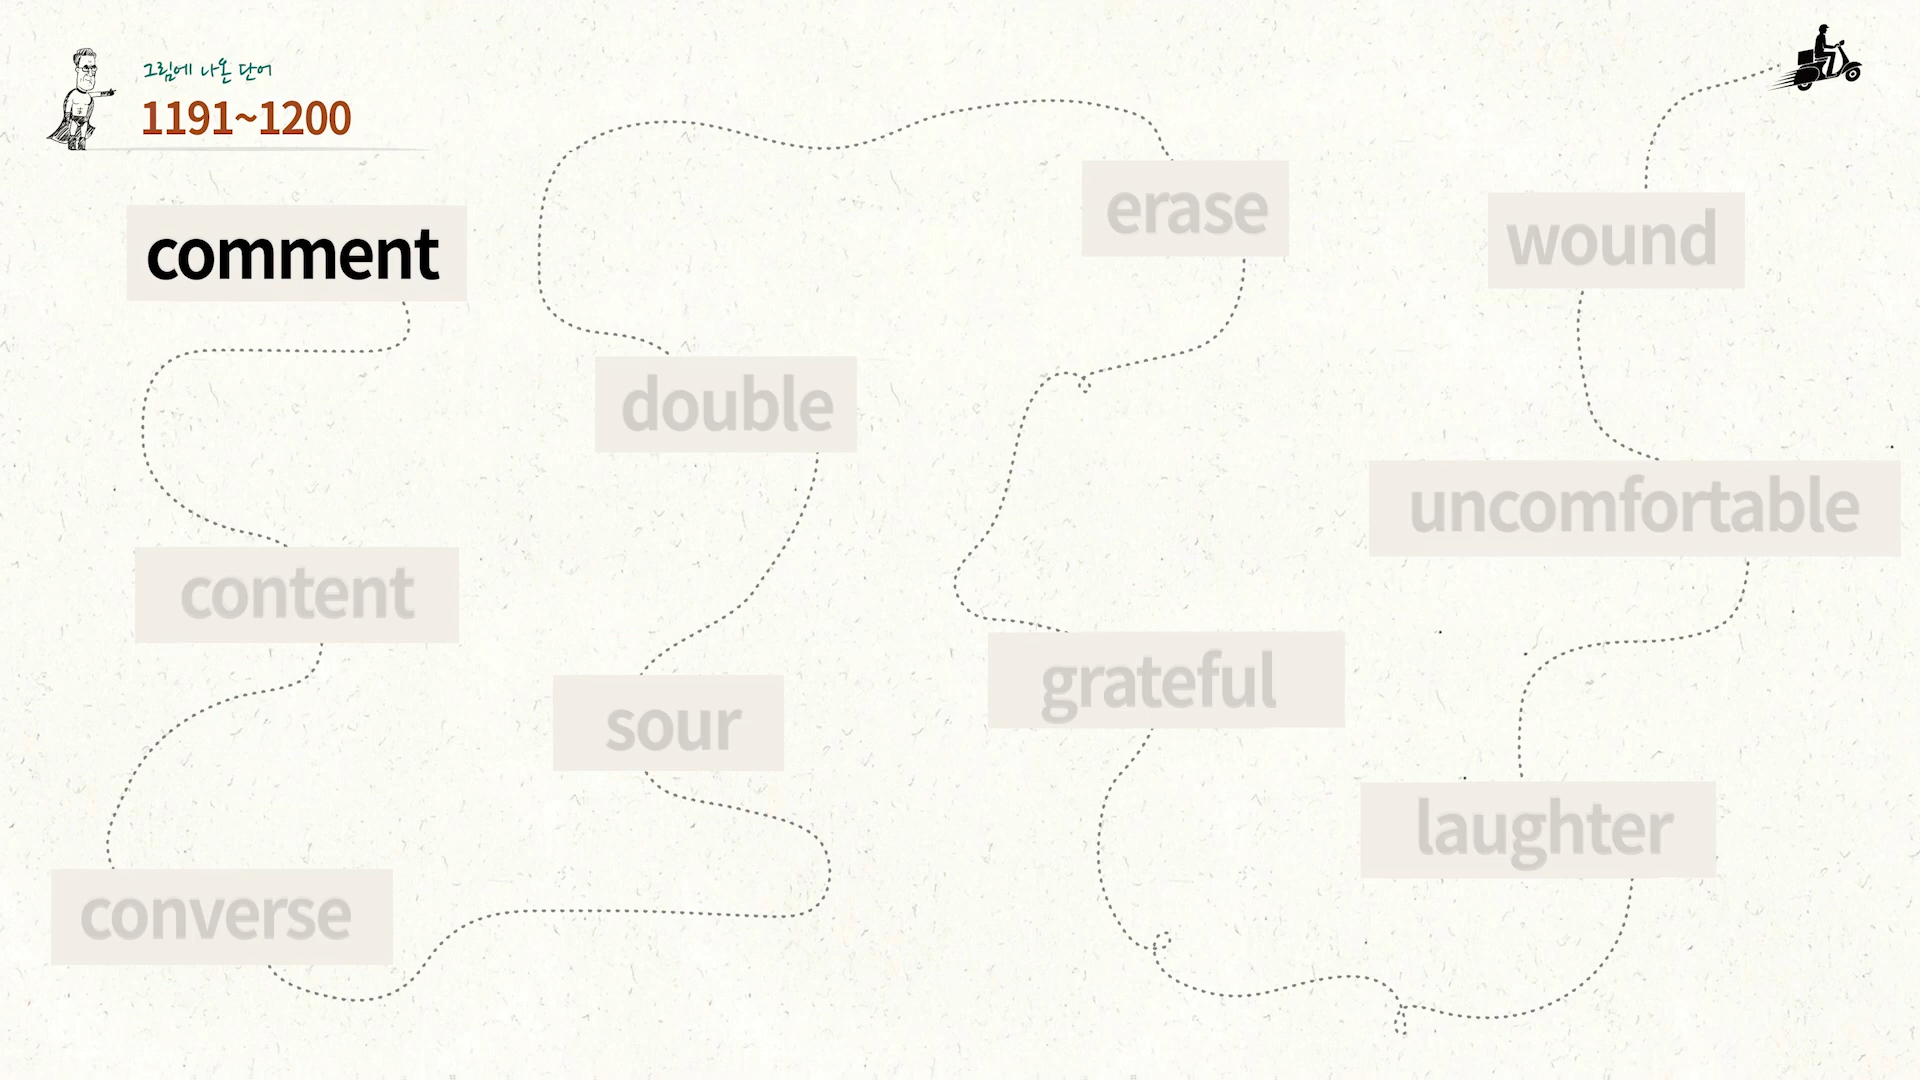 그림에 나온 단어
1191~1200
comment
content
converse
sour
double
erase
grateful
laughter
uncomfortable
wound